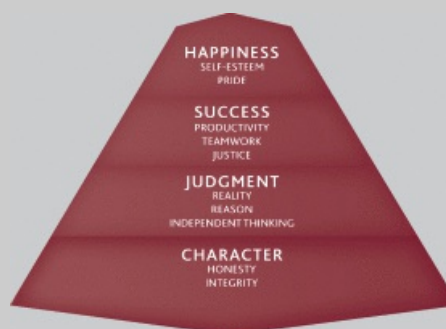 HAPPINESS
SELF-ESTEEM
PRIDE
SUCCESS
PRODUCTIVITY
TEAMWORK
JUSTICE
JUDGMENT
REALITY
REASON
INDEPENDENT THINKING
CHARACTER
HONESTY
INTEGRITY